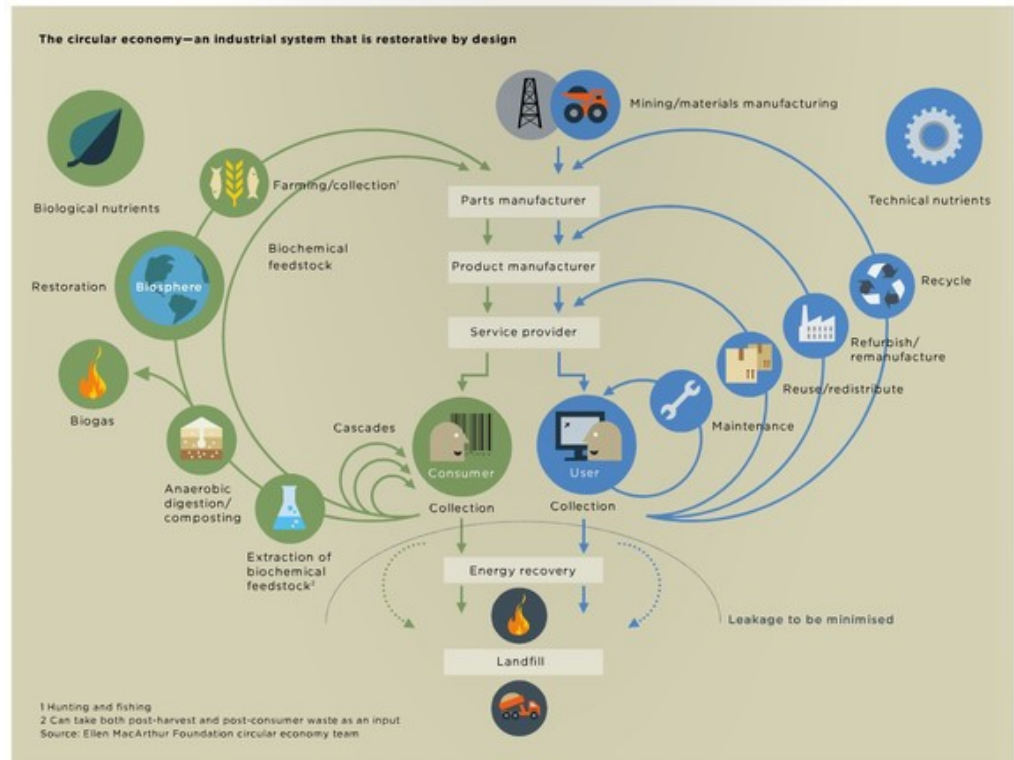 The circular economy—an industrial system that is restorative by design
Mining/materials manufacturing
Biological nutrients
Farming/collection¹
Parts manufacturer
Technical nutrients
Biochemical
feedstock
Product manufacturer
Restoration
Biosphere
Recycle
Service provider
Refurbish/
remanufacture
Reuse/redistribute
Biogas
Cascades
Maintenance
Consumer
User
Anaerobic
digestion/
composting
Collection
Collection
Extraction of
biochemical
feedstock²
Energy recovery
Leakage to be minimised
Landfill
1 Hunting and fishing
2 Can take both post-harvest and post-consumer waste as an input
Source: Ellen MacArthur Foundation circular economy team